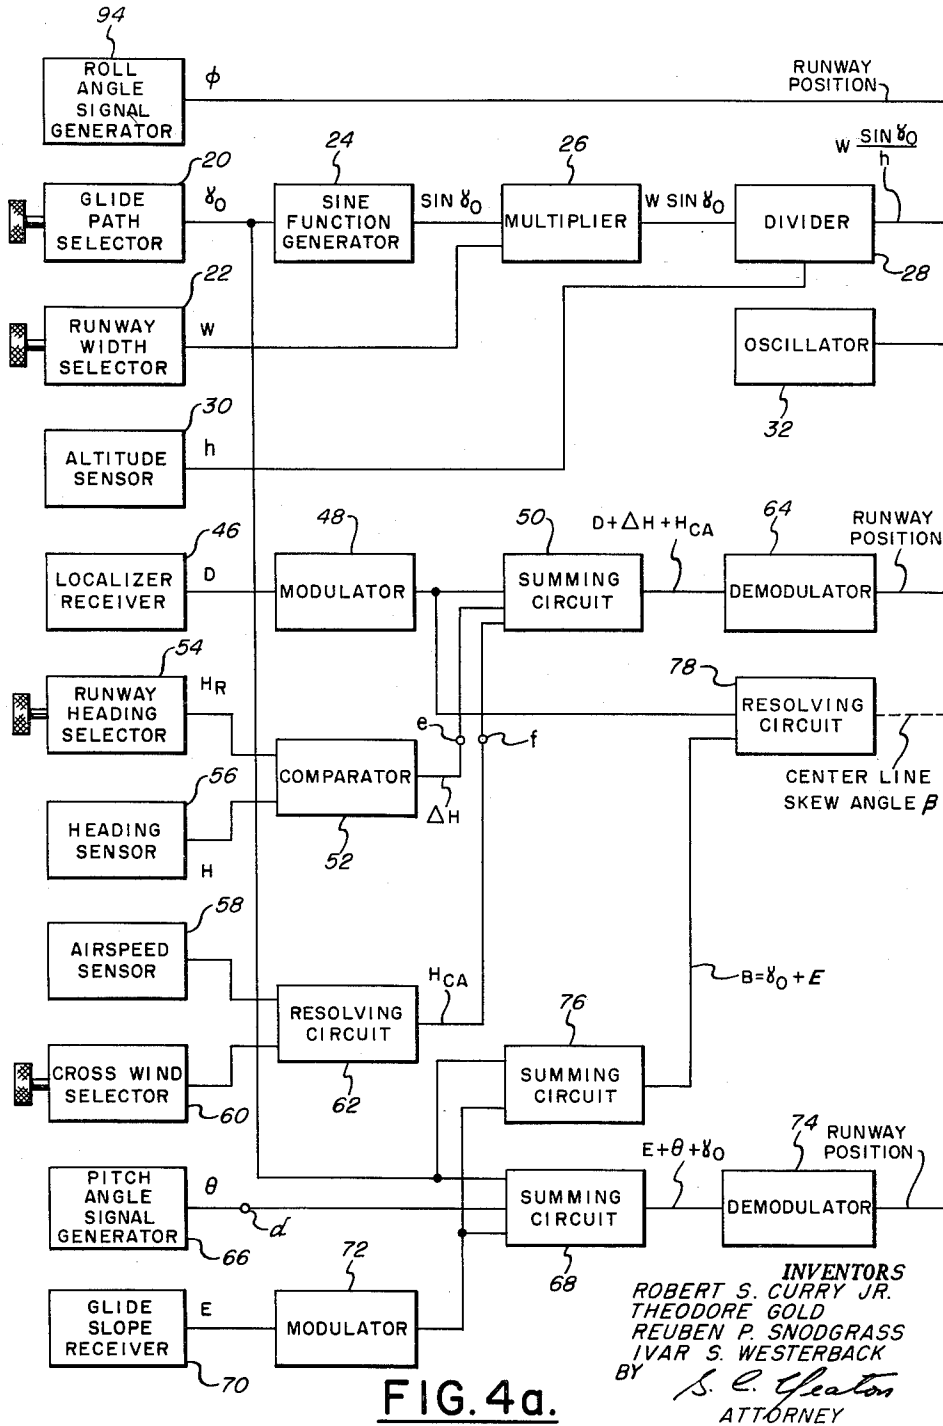 94
ROLL
ANGLE
SIGNAL
GENERATOR
ϕ
RUNWAY
POSITION
20
GLIDE
PATH
SELECTOR
γ0
24
SINE
FUNCTION
GENERATOR
SIN γ0
26
MULTIPLIER
W SIN γ0
DIVIDER
28
W SIN γ0
h
22
RUNWAY
WIDTH
SELECTOR
W
OSCILLATOR
32
30
ALTITUDE
SENSOR
h
46
LOCALIZER
RECEIVER
D
48
MODULATOR
50
SUMMING
CIRCUIT
D+ΔH+HCA
64
DEMODULATOR
RUNWAY
POSITION
54
RUNWAY
HEADING
SELECTOR
HR
78
RESOLVING
CIRCUIT
e
f
COMPARATOR
52
ΔH
CENTER LINE
SKEW ANGLE β
56
HEADING
SENSOR
H
58
AIRSPEED
SENSOR
HCA
B=γ0+E
RESOLVING
CIRCUIT
62
76
SUMMING
CIRCUIT
CROSS WIND
SELECTOR
60
PITCH
ANGLE
SIGNAL
GENERATOR
66
θ
d
SUMMING
CIRCUIT
68
E+θ+γ0
74
DEMODULATOR
RUNWAY
POSITION
72
GLIDE
SLOPE
RECEIVER
70
E
MODULATOR
INVENTORS
ROBERT S. CURRY JR.
THEODORE GOLD
REUBEN P. SNODGRASS
IVAR S. WESTERBACK
BY
S. C. Yeaton
ATTORNEY
FIG. 4a.